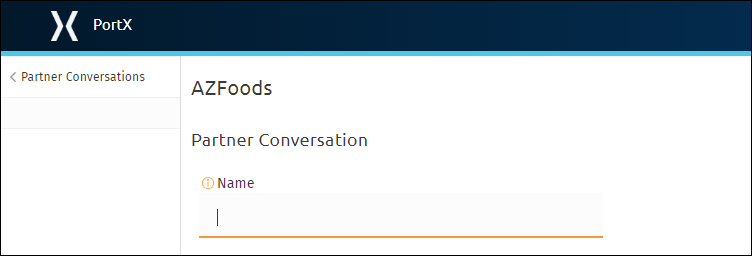 PortX
Partner Conversations
AZFoods
Partner Conversation
Name